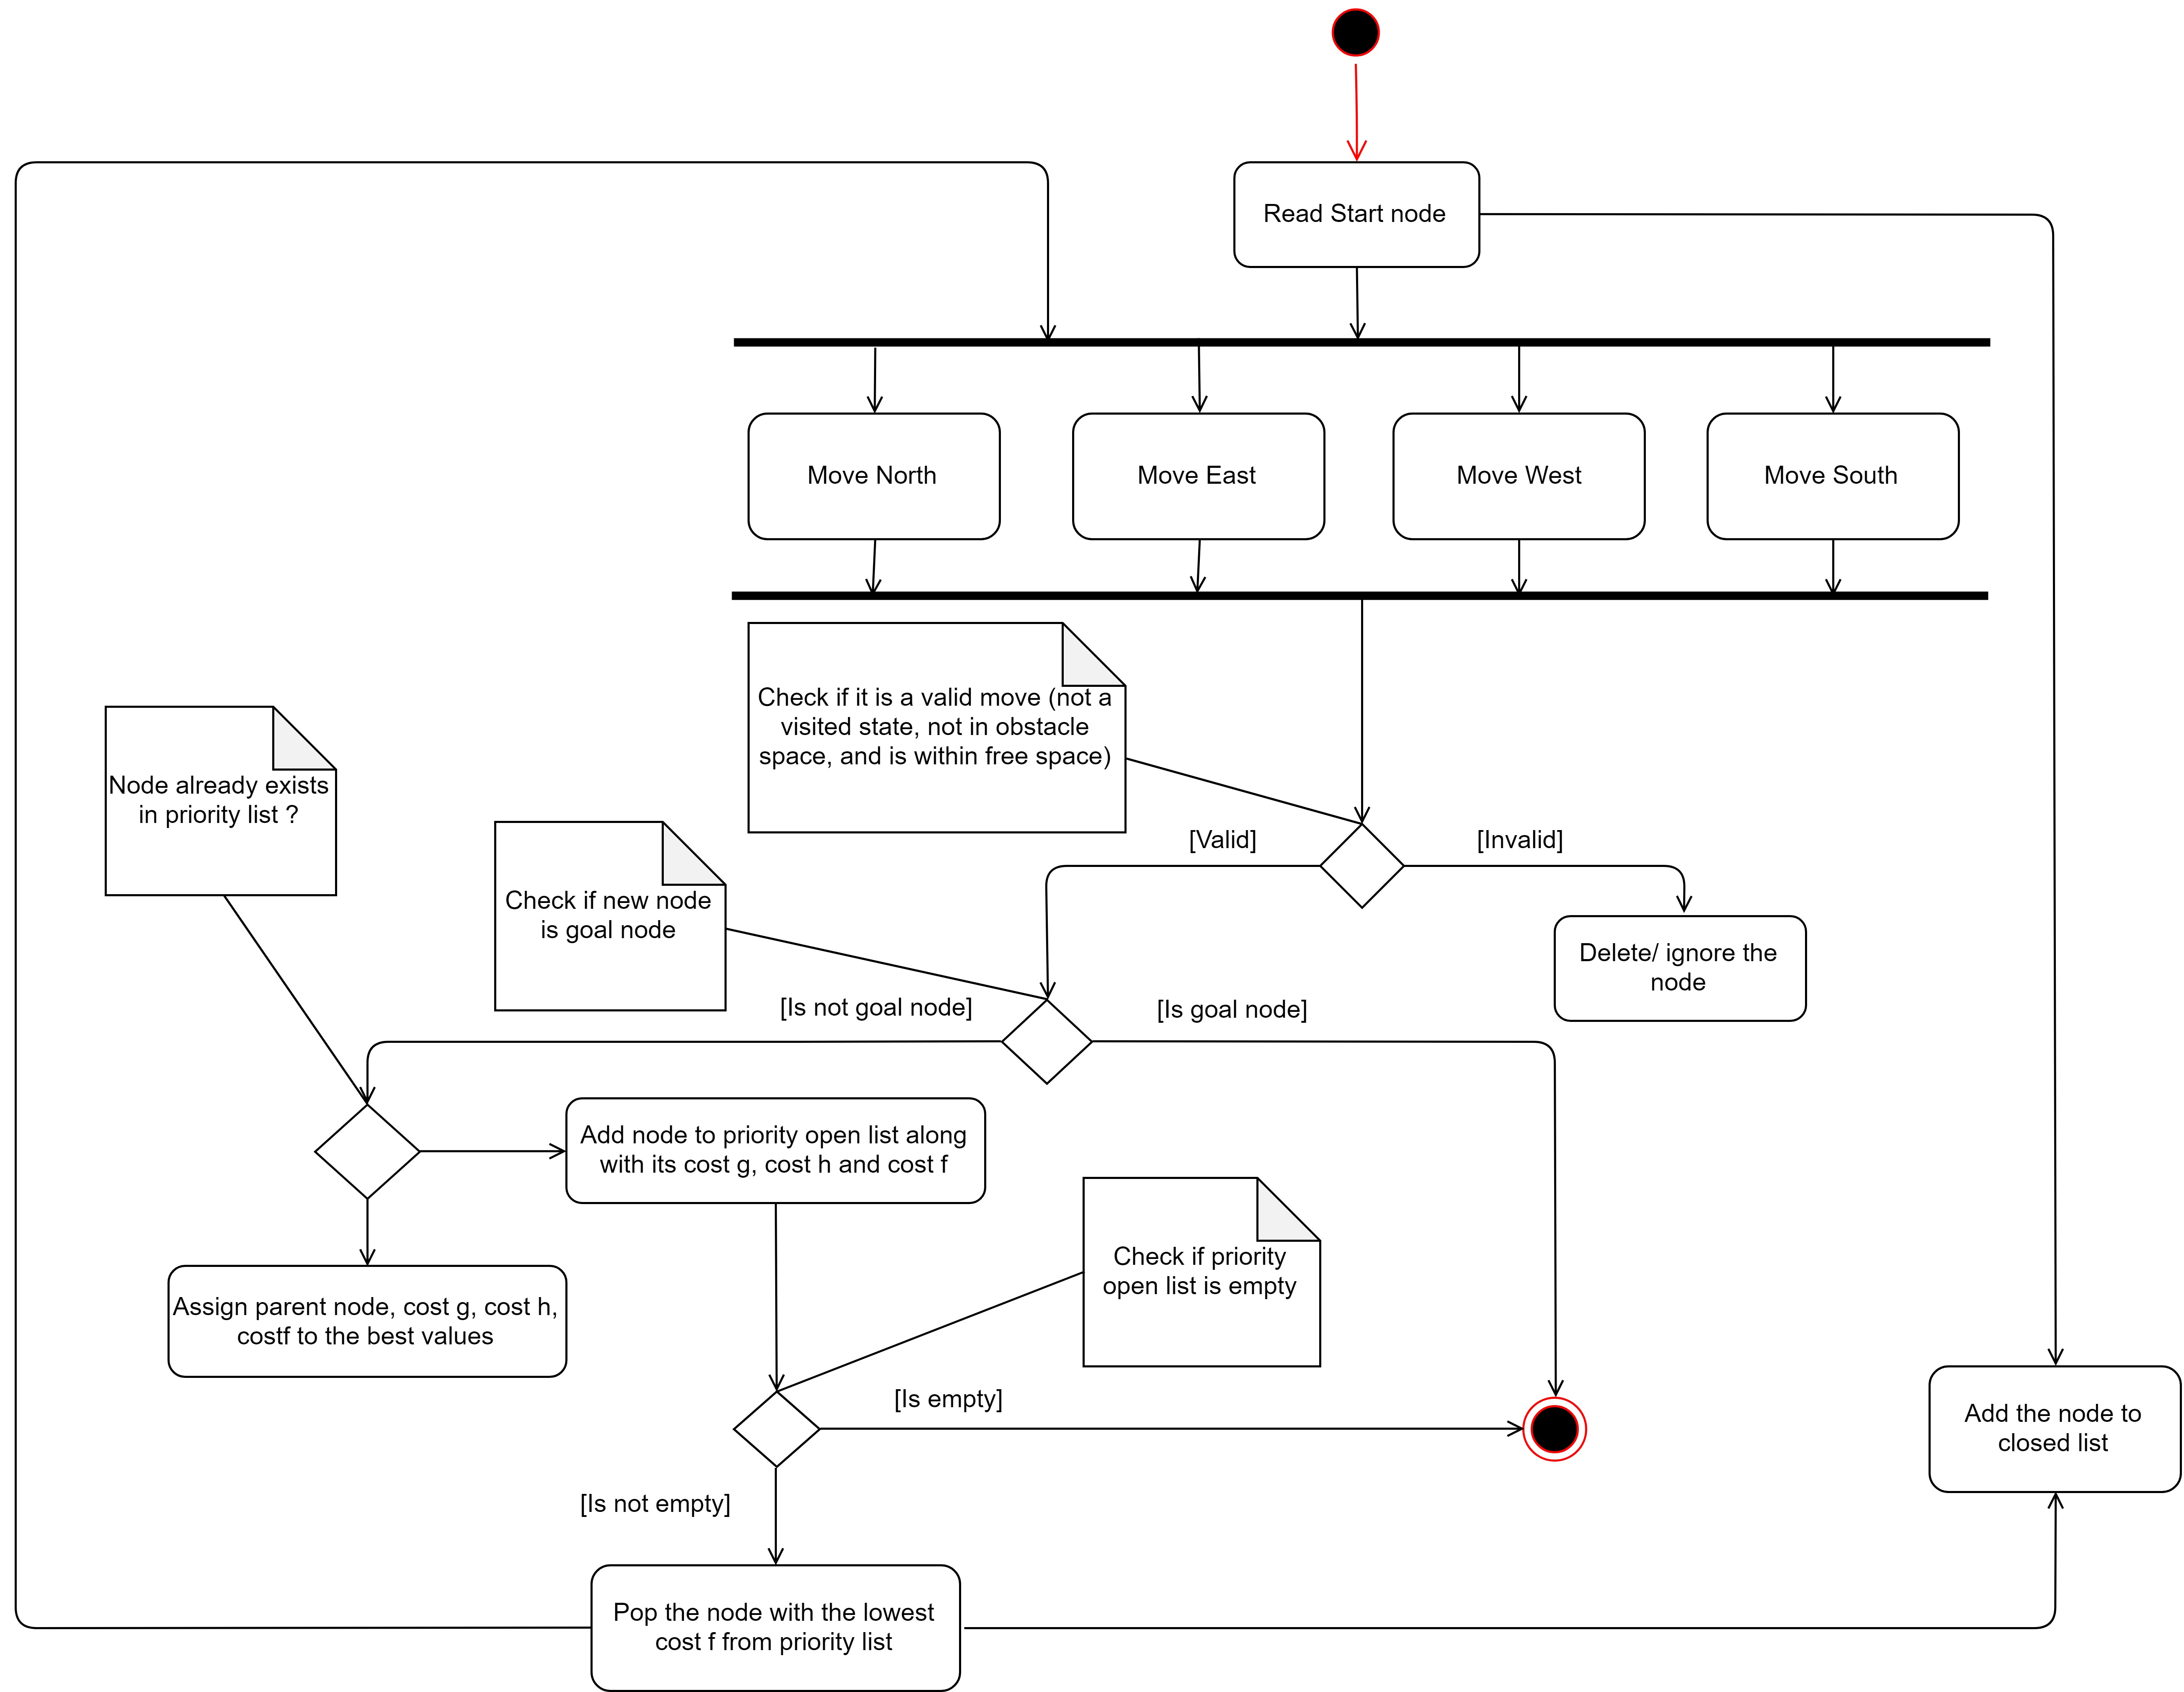 Read Start node
Move North
Move East
Move West
Move South
Check if it is a valid move (not a
visited state, not in obstacle
space, and is within free space)
Node already exists
in priority list ?
[Valid]
[Invalid]
Check if new node
is goal node
Delete/ ignore the
node
[Is not goal node]
[Is goal node]
Add node to priority open list along
with its cost g, cost h and cost f
Check if priority
open list is empty
Assign parent node, cost g, cost h,
costf to the best values
[Is empty]
Add the node to
closed list
[Is not empty]
Pop the node with the lowest
cost f from priority list